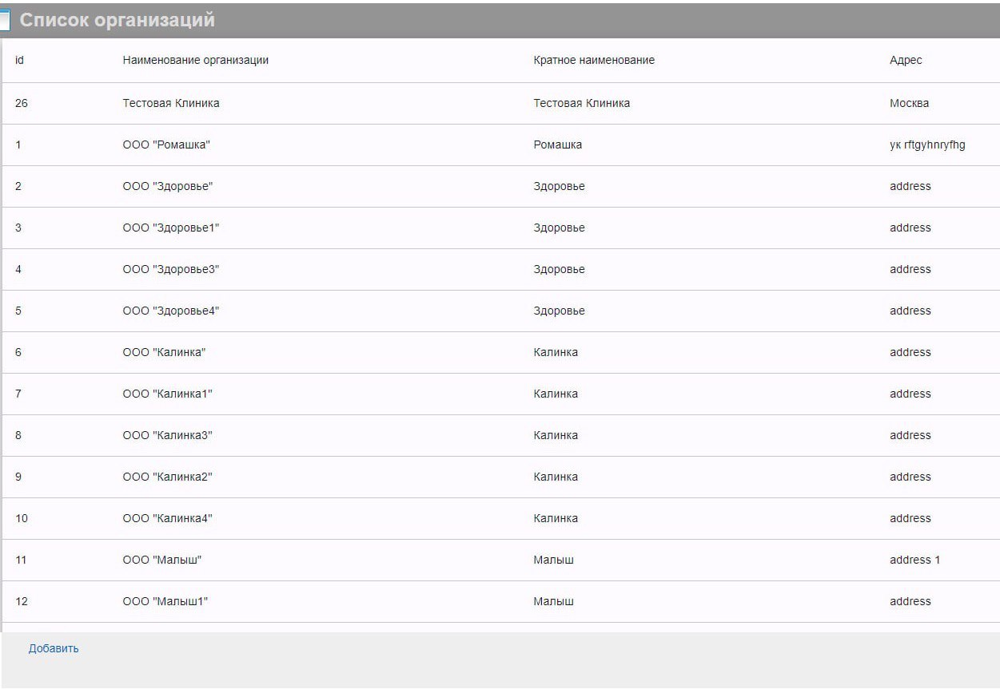 Список организаций
id Наименование организации Кратное наименование Адрес
26 Тестовая Клиника Тестовая Клиника Москва
1 ООО "Ромашка" Ромашка ук rftgyhnryfhg
2 ООО "Здоровье" Здоровье address
3 ООО "Здоровье1" Здоровье address
4 ООО "Здоровье3" Здоровье address
5 ООО "Здоровье4" Здоровье address
6 ООО "Калинка" Калинка address
7 ООО "Калинка1" Калинка address
8 ООО "Калинка3" Калинка address
9 ООО "Калинка2" Калинка address
10 ООО "Калинка4" Калинка address
11 ООО "Малыш" Малыш address 1
12 ООО "Малыш1" Малыш address
Добавить